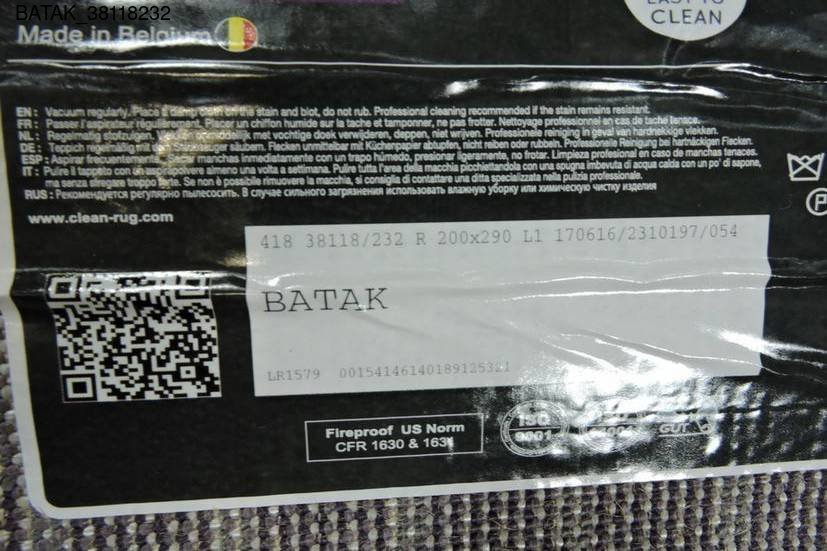 BATAK_38118232
EASY TO
CLEAN
Made in Belgium
EN : Vacuum regularly. Place a damp cloth on the stain and blot, do not rub. Professional cleaning recommended if the stain remains resistant.
FR : Passer l'aspirateur régulièrement. Placer un chiffon humide sur la tache et tamponner, ne pas frotter. Nettoyage professionnel en cas de tache tenace.
NL : Regelmatig stofzuigen. Vlekken onmiddellijk met vochtige doek verwijderen, deppen, niet wrijven. Professionele reiniging in geval van hardnekkige vlekken.
DE : Teppich regelmäßig mit dem Staubsauger säubern. Flecken unmittelbar mit Küchenpapier abtupfen, nicht reiben oder rubbeln. Professionelle Reinigung bei hartnäckigen Flecken.
ESP : Aspirar frecuentemente. Secar manchas inmediatamente con un trapo húmedo, presionar ligeramente, no frotar. Limpieza profesional en caso de manchas tenaces.
IT : Pulire il tappeto con un aspirapolvere almeno una volta a settimana. Pulire tutta l'area della macchia picchiettandola con una spugna imbevuta di acqua calda con un po' di sapone,
ma senza sfregare troppo forte. Se non è possibile rimuovere la macchia, si consiglia di contattare una ditta specializzata nella pulizia professionale.
RUS : Рекомендуется регулярно пылесосить. В случае сильного загрязнения использовать влажную уборку или химическую чистку изделия
P
www.clean-rug.com
418 38118/232 R 200x290 L1 170616/2310197/054
BATAK
LR1579 00154146140189125321
Fireproof US Norm
CFR 1630 & 1631
ISO
9001
GUT